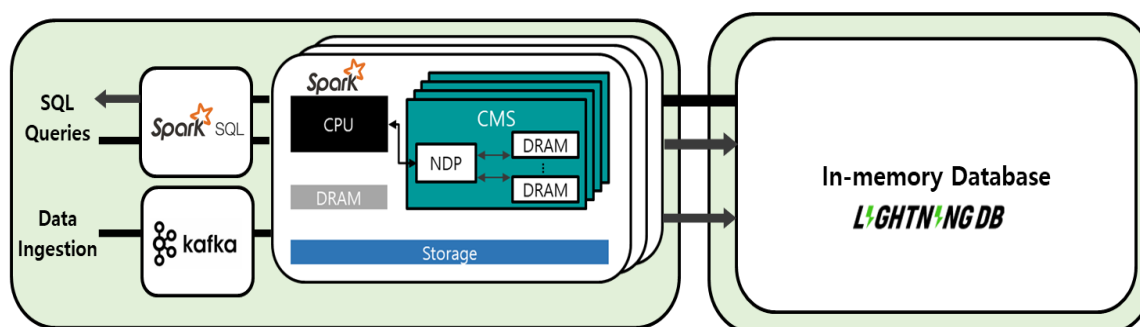 SQL
Queries
Spark SQL
Data
Ingestion
kafka
Spark
CPU
DRAM
Storage
CMS
NDP
DRAM
DRAM
In-memory Database
LIGHTNING DB